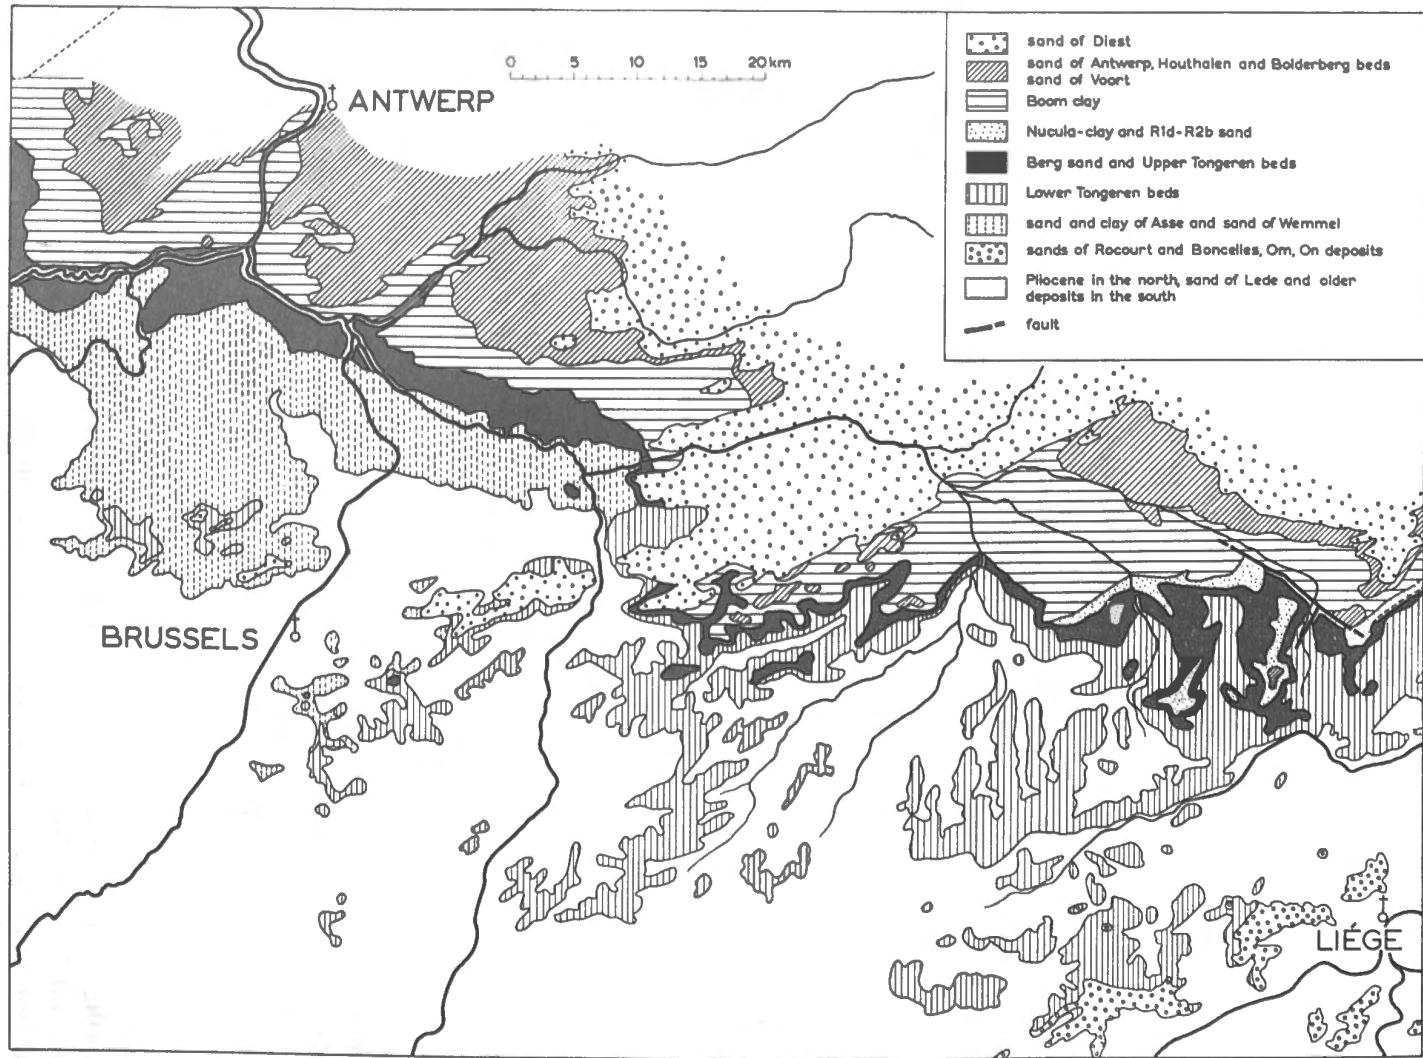 ANTWERP
0 5 10 15 20 km
sand of Diest
sand of Antwerp, Houthalen and Bolderberg beds
sand of Voort
Boom clay
Nucula-clay and R1d-R2b sand
Berg sand and Upper Tongeren beds
Lower Tongeren beds
sand and clay of Asse and sand of Wemmel
sands of Rocourt and Boncelles, Om, On deposits
Pliocene in the north, sand of Lede and older
deposits in the south
fault
BRUSSELS
LIÉGE